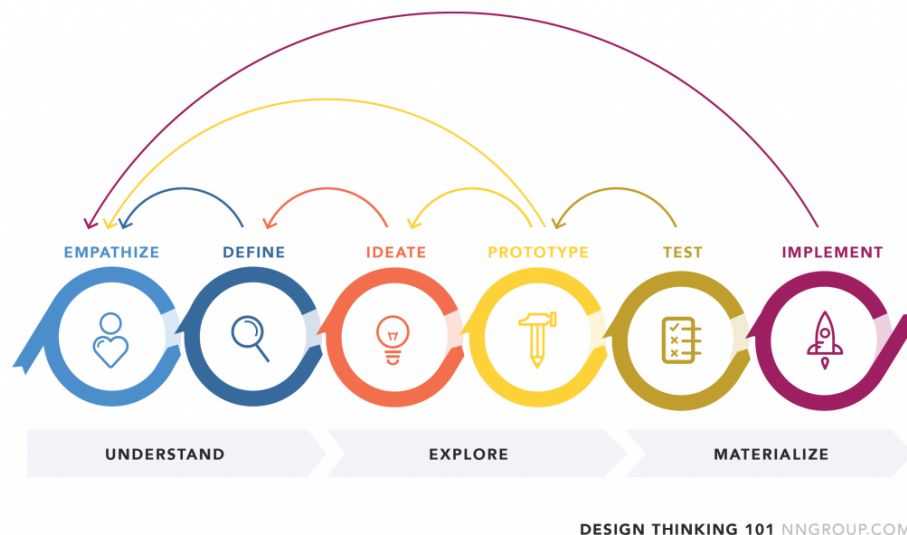 EMPATHIZE DEFINE IDEATE PROTOTYPE TEST IMPLEMENT
UNDERSTAND EXPLORE MATERIALIZE
DESIGN THINKING 101 NNGROUP.COM